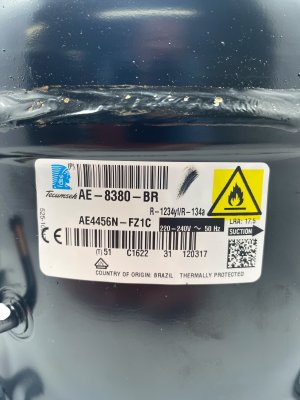 Tecumseh AE-8380-BR
R-1234yf/R-134a
AE4456N-FZ1C
220-240V ~ 50 Hz
LRA: 17.5
SUCTION
CE
(T) 51 C1622 31 120317
COUNTRY OF ORIGIN: BRAZIL THERMALLY PROTECTED